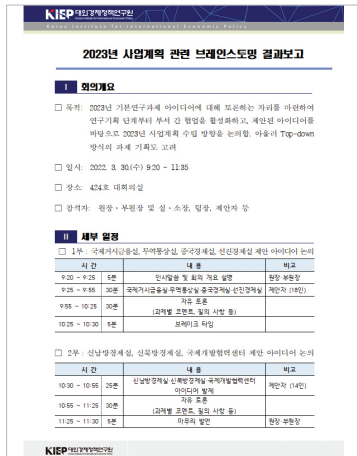 KIEP 대외경제정책연구원
Korea Institute for International Economic Policy
2023년 사업계획 관련 브레인스토밍 결과보고
Ⅰ 회의개요
□ 목적: 2023년 기본연구과제 아이디어에 대해 토론하는 자리를 마련하여
연구기획 단계부터 부서 간 협업을 활성화하고, 제안된 아이디어를
바탕으로 2023년 사업계획 수립 방향을 논의함. 아울러 Top-down
방식의 과제 기획도 고려
□ 일시: 2022. 3. 30.(수) 9:20 - 11:35
□ 장소: 424호 대회의실
□ 참석자: 원장·부원장 및 실·소장, 팀장, 제안자 등
Ⅱ 세부 일정
□ 1부: 국제거시금융실, 무역통상실, 중국경제실, 선진경제실 제안 아이디어 논의
시 간 내 용 비고
9:20 ~ 9:25 5분 인사말씀 및 회의 개요 설명 원장·부원장
9:25 ~ 9:55 30분 국제거시금융실·무역통상실·중국경제실·선진경제실 제안자 (18인)
9:55 ~ 10:25 30분 자유 토론
(과제별 코멘트, 질의 사항 등)
10:25 ~ 10:30 5분 브레이크 타임
□ 2부: 신남방경제실, 신북방경제실, 국제개발협력센터 제안 아이디어 논의
시 간 내 용 비고
10:30 ~ 10:55 25분 신남방경제실·신북방경제실·국제개발협력센터
아이디어 발제 제안자 (14인)
10:55 ~ 11:25 30분 자유 토론
(과제별 코멘트, 질의 사항 등)
11:25 ~ 11:30 5분 마무리 발언 원장·부원장
KIEP 대외경제정책연구원